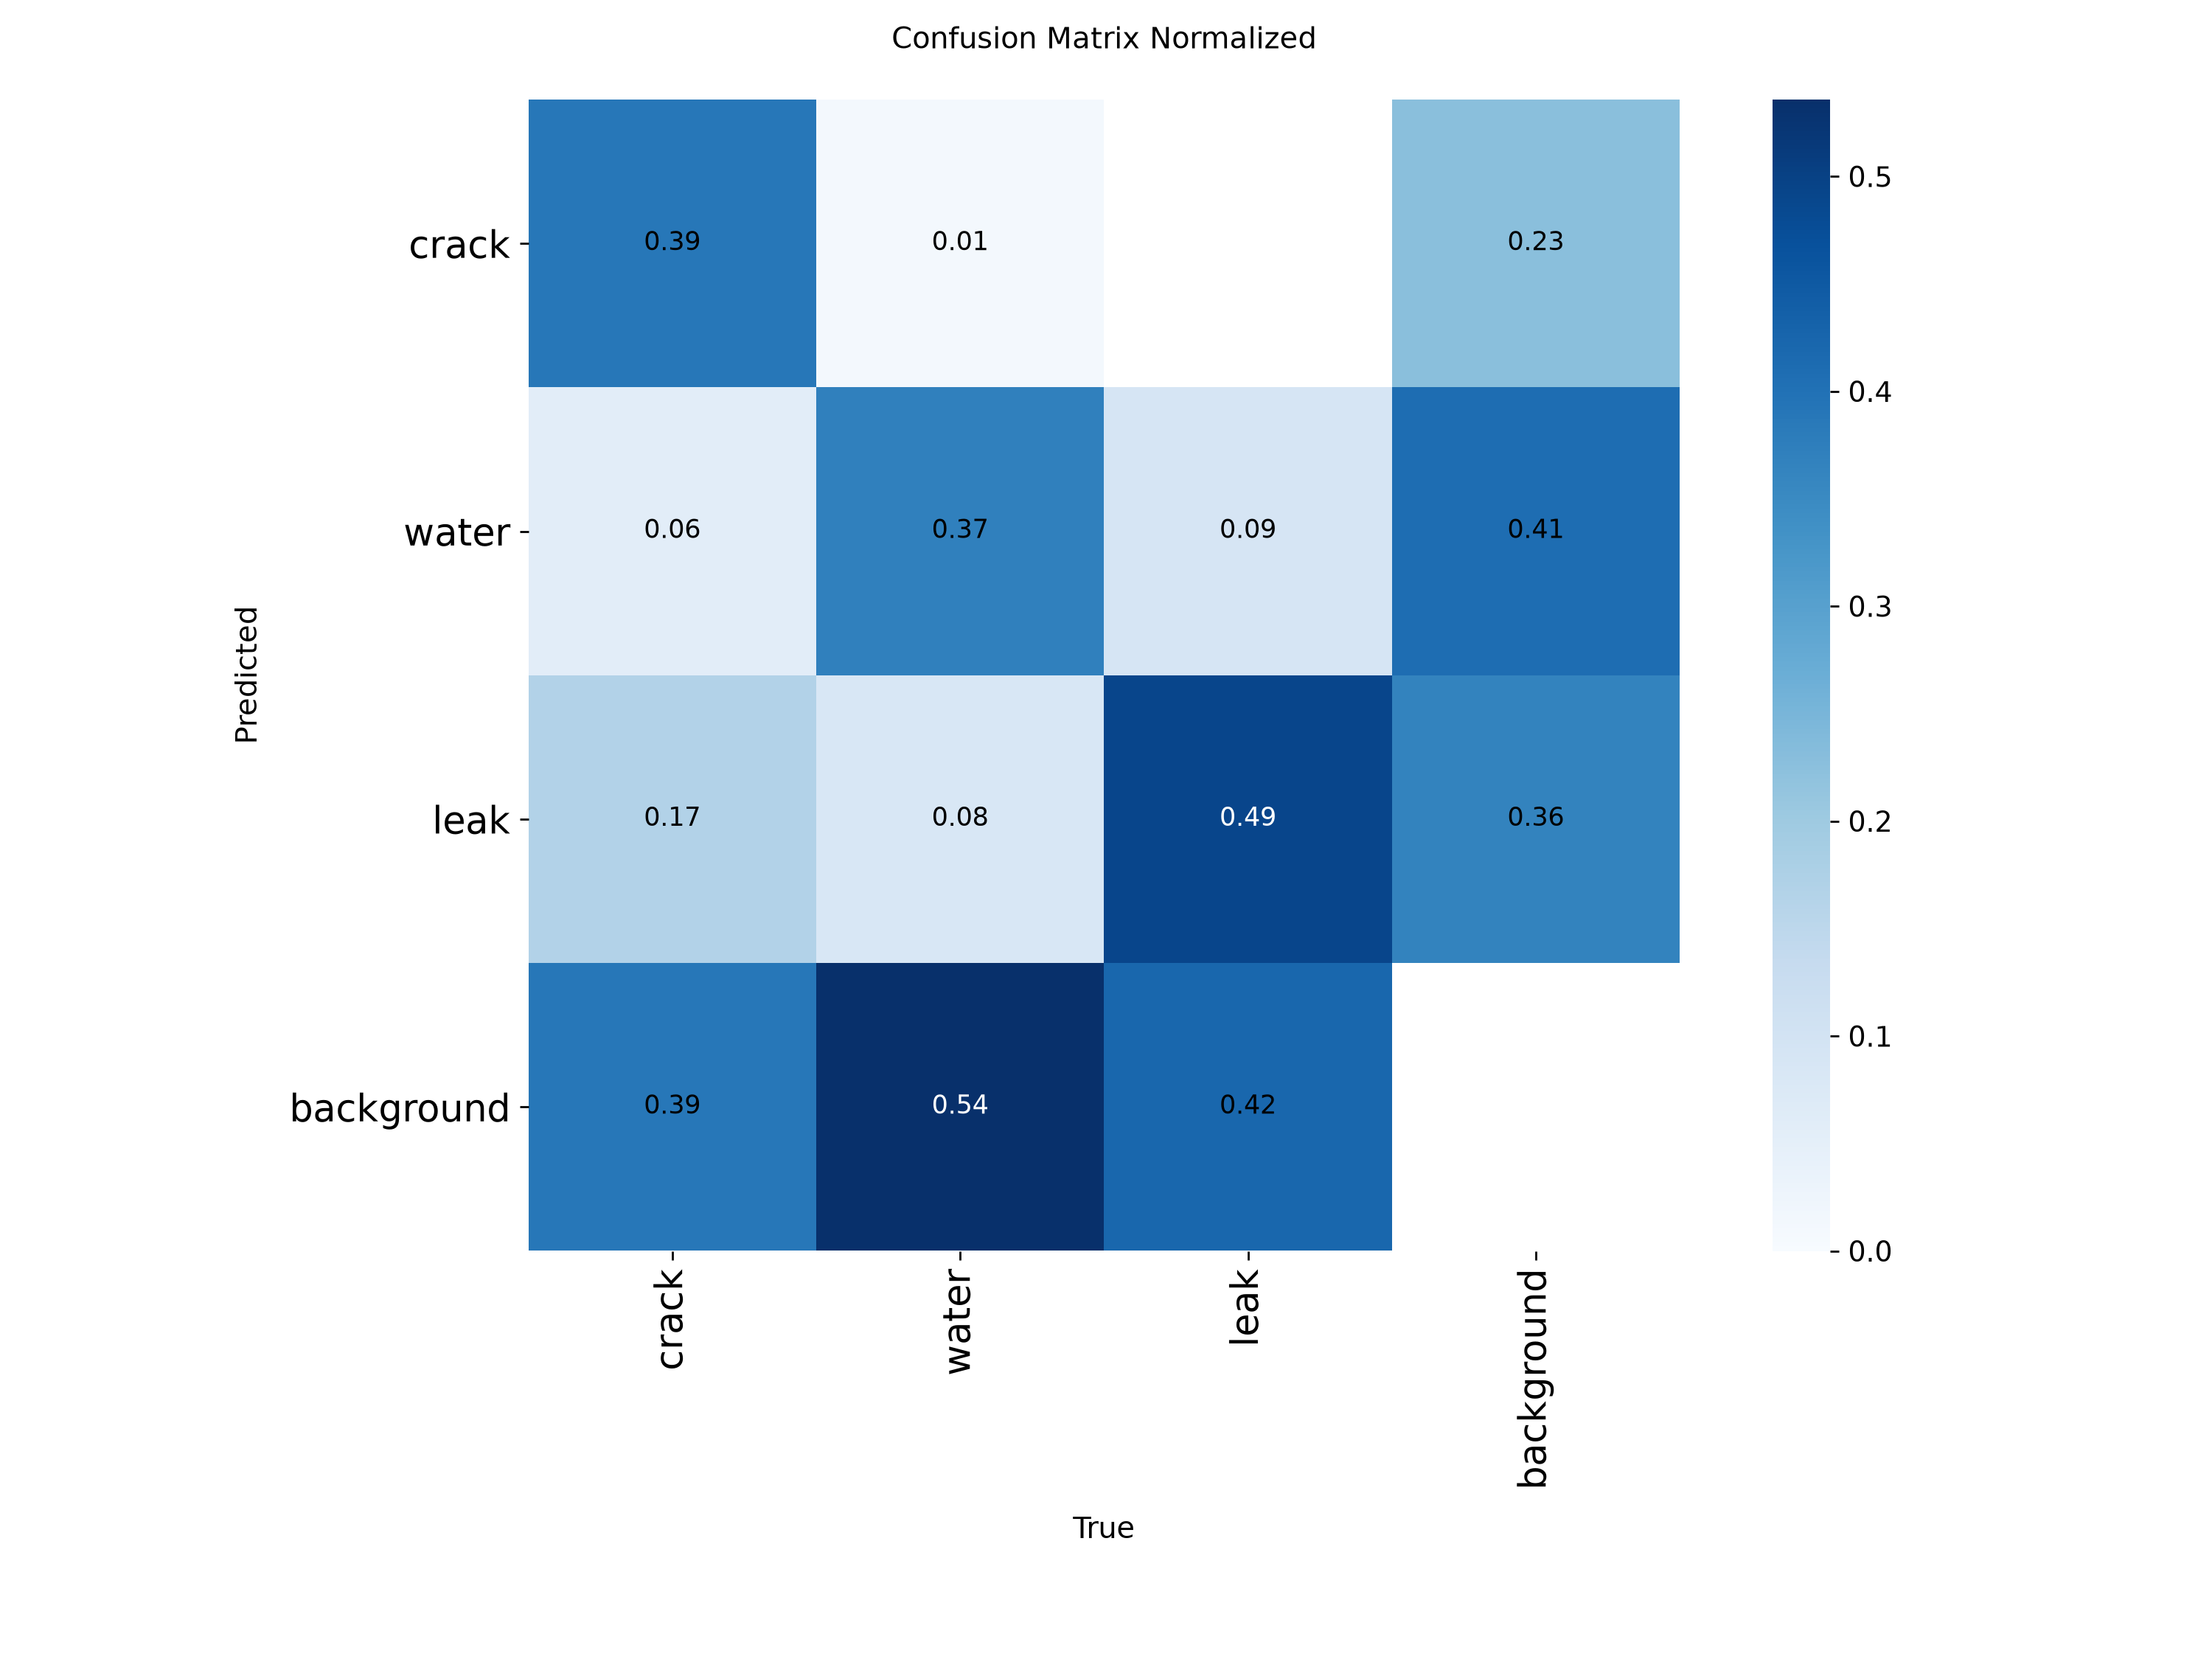 Confusion Matrix Normalized
crack
0.39
0.01
0.23
water
0.06
0.37
0.09
0.41
leak
0.17
0.08
0.49
0.36
background
0.39
0.54
0.42
crack
water
leak
background
Predicted
True
0.5
0.4
0.3
0.2
0.1
0.0